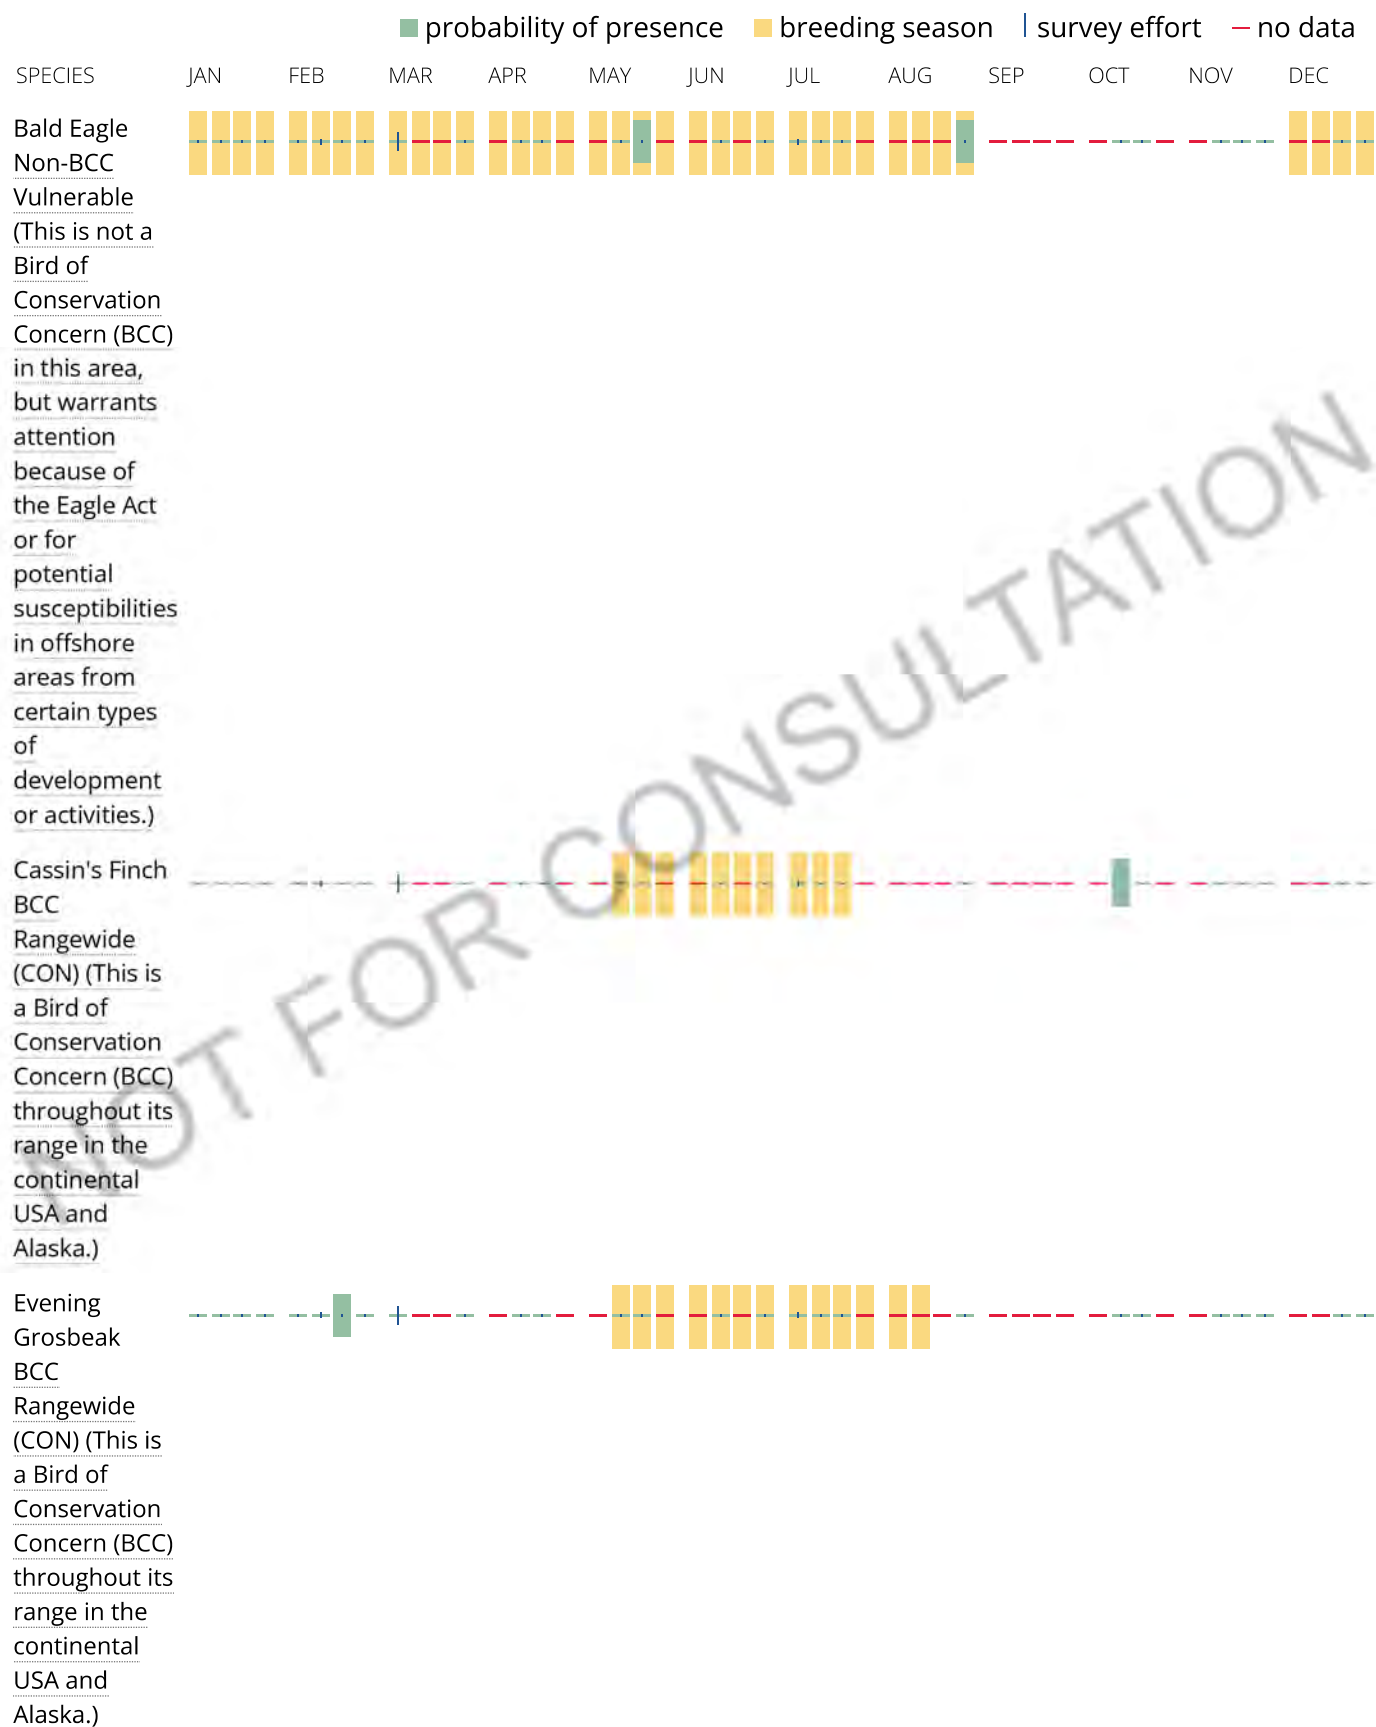 probability of presence breeding season survey effort no data
SPECIES JAN FEB MAR APR MAY JUN JUL AUG SEP OCT NOV DEC
Bald Eagle
Non-BCC
Vulnerable
(This is not a
Bird of
Conservation
Concern (BCC)
in this area,
but warrants
attention
because of
the Eagle Act
or for
potential
susceptibilities
in offshore
areas from
certain types
of
development
or activities.)
Cassin's Finch
BCC
Rangewide
(CON) (This is
a Bird of
Conservation
Concern (BCC)
throughout its
range in the
continental
USA and
Alaska.)
Evening
Grosbeak
BCC
Rangewide
(CON) (This is
a Bird of
Conservation
Concern (BCC)
throughout its
range in the
continental
USA and
Alaska.)
NOT FOR CONSULTATION